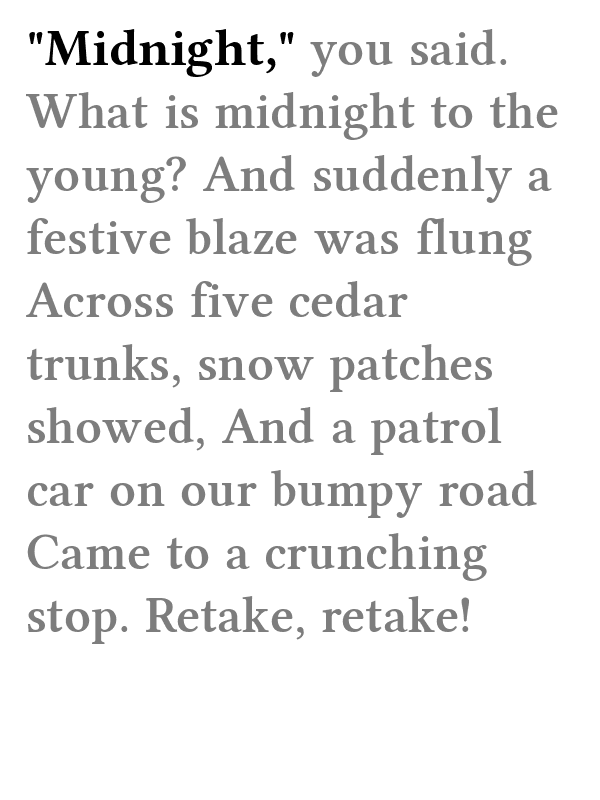 "Midnight," you said.
What is midnight to the
young? And suddenly a
festive blaze was flung
Across five cedar
trunks, snow patches
showed, And a patrol
car on our bumpy road
Came to a crunching
stop. Retake, retake!